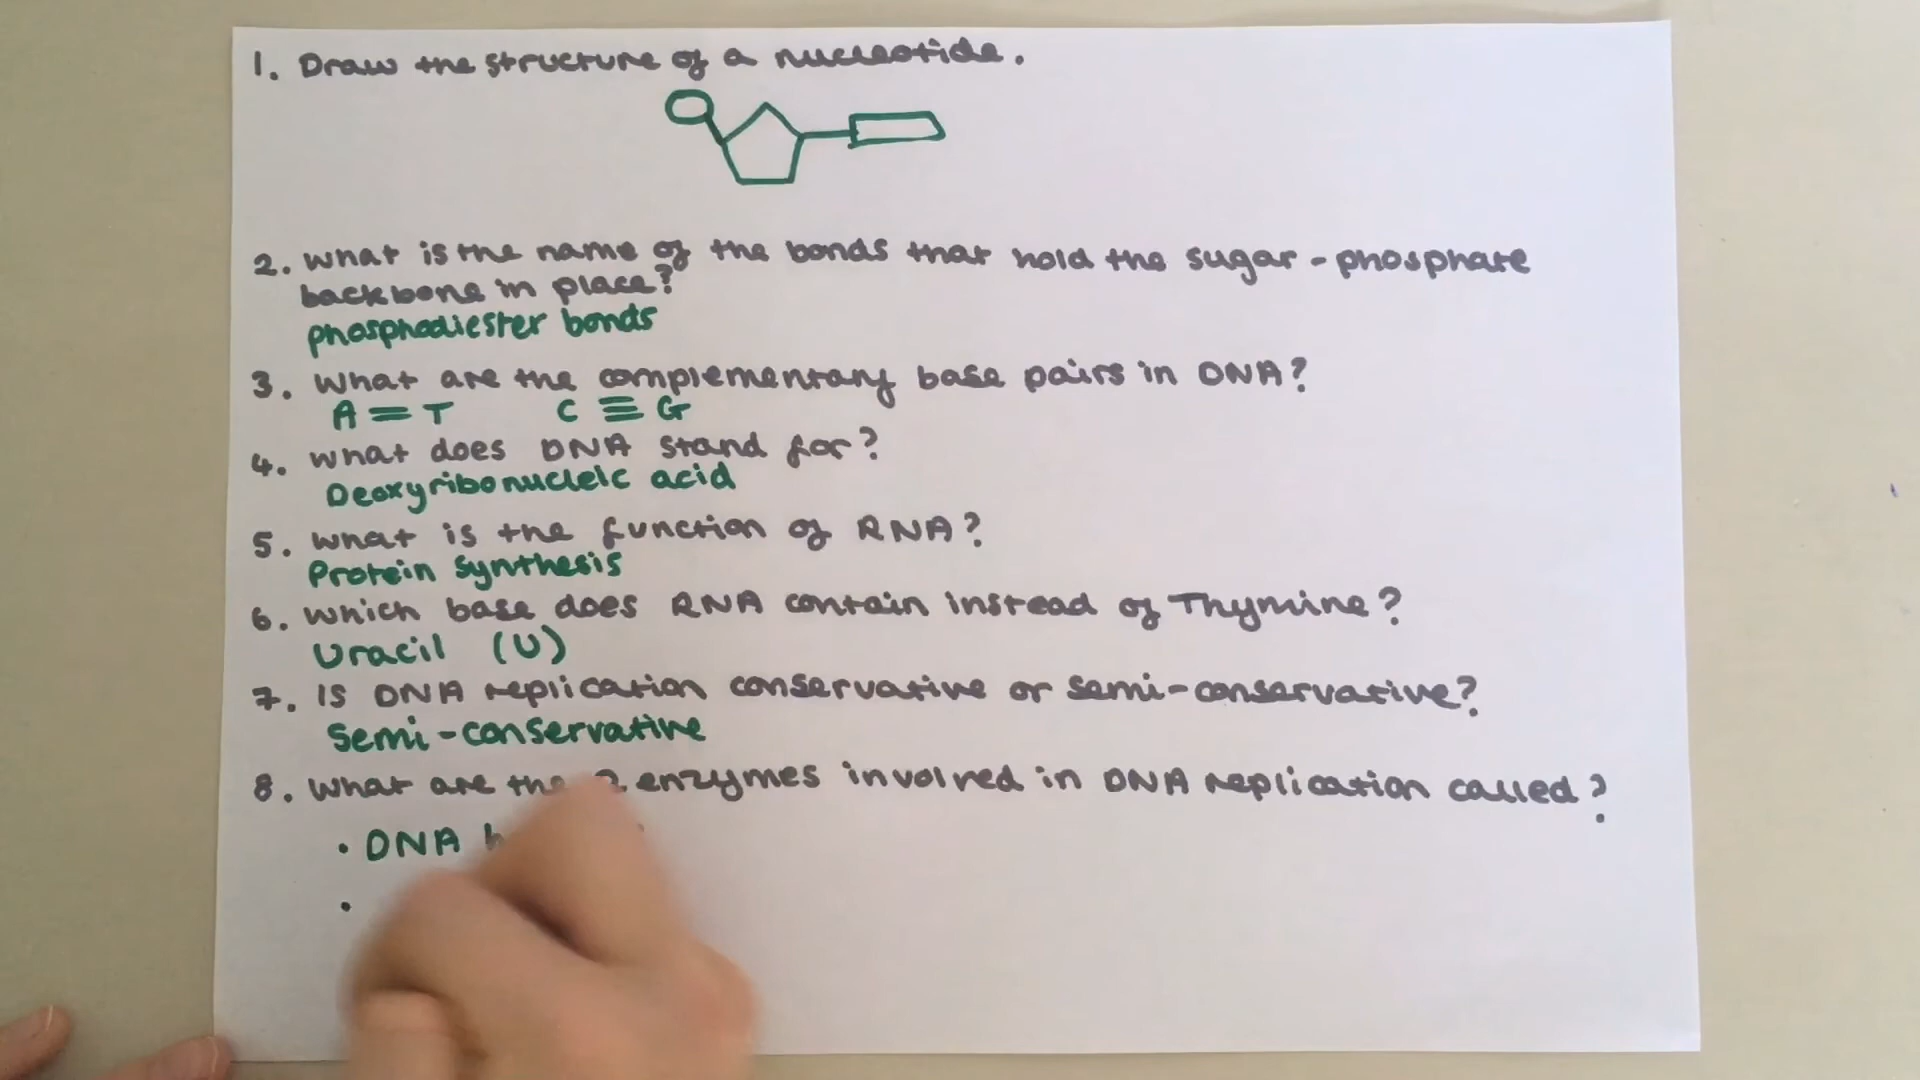 1. Draw the structure of a nucleotide.
2. What is the name of the bonds that hold the sugar-phosphate
backbone in place?
phosphodiester bonds
3. What are the complementary base pairs in DNA?
A = T C ≡ G
4. What does DNA stand for?
Deoxyribonucleic acid
5. What is the function of RNA?
Protein synthesis
6. Which base does RNA contain instead of Thymine?
Uracil (U)
7. Is DNA replication conservative or semi-conservative?
Semi-conservative
8. What are the 2 enzymes involved in DNA replication called?
• DNA
•